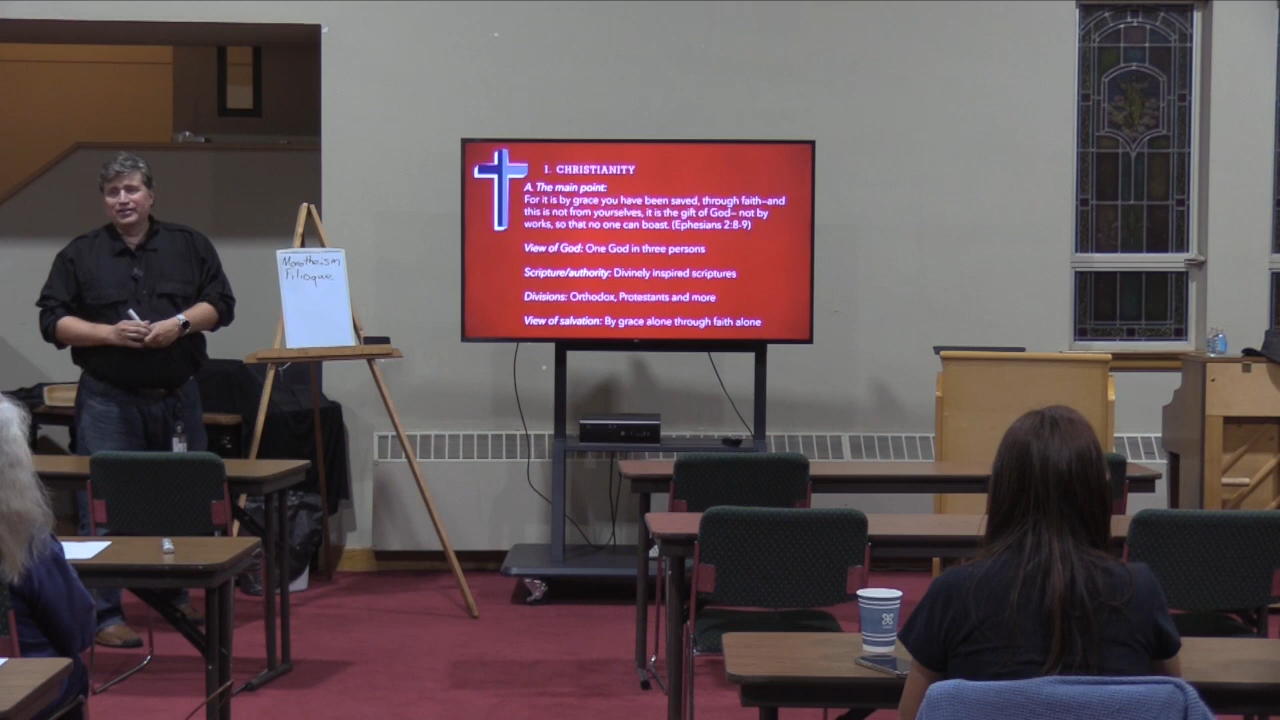 Monotheism
Filioque
I. CHRISTIANITY
A. The main point:
For it is by grace you have been saved, through faith–and
this is not from yourselves, it is the gift of God– not by
works, so that no one can boast. (Ephesians 2:8-9)
View of God: One God in three persons
Scripture/authority: Divinely inspired scriptures
Divisions: Orthodox, Protestants and more
View of salvation: By grace alone through faith alone